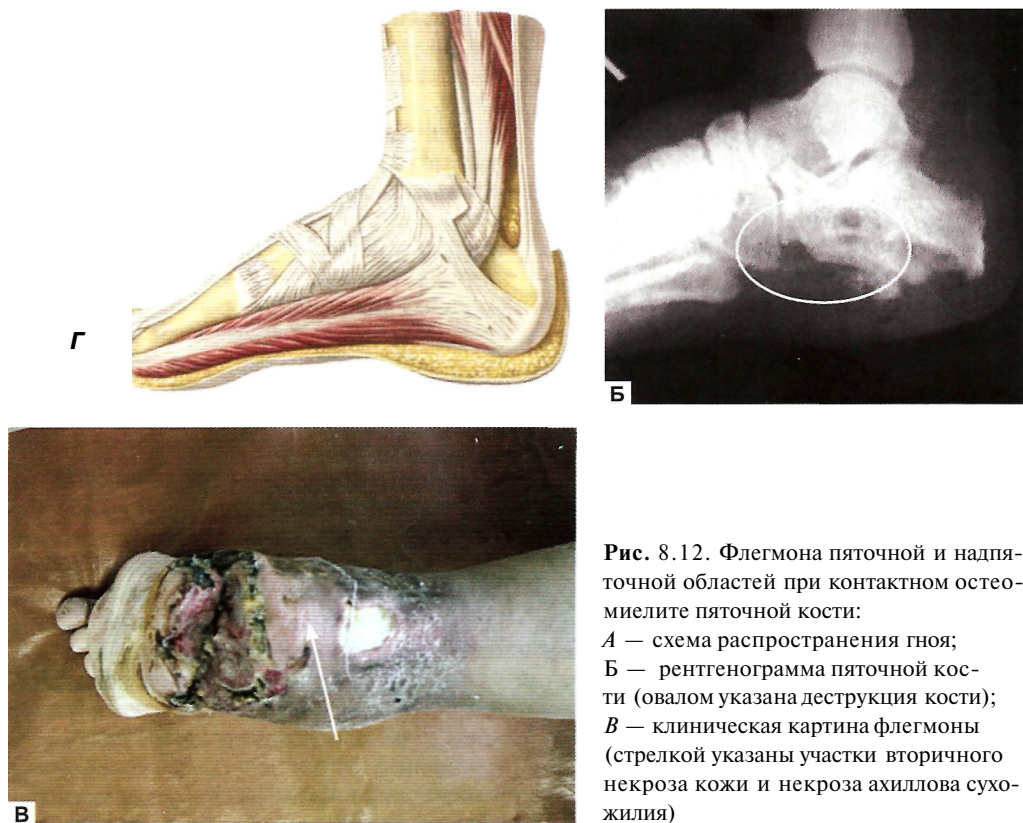 Г
Б
В
Рис. 8.12. Флегмона пяточной и надпя-
точной областей при контактном остео-
миелите пяточной кости:
А — схема распространения гноя;
Б — рентгенограмма пяточной кос-
ти (овалом указана деструкция кости);
В — клиническая картина флегмоны
(стрелкой указаны участки вторичного
некроза кожи и некроза ахиллова сухо-
жилия)